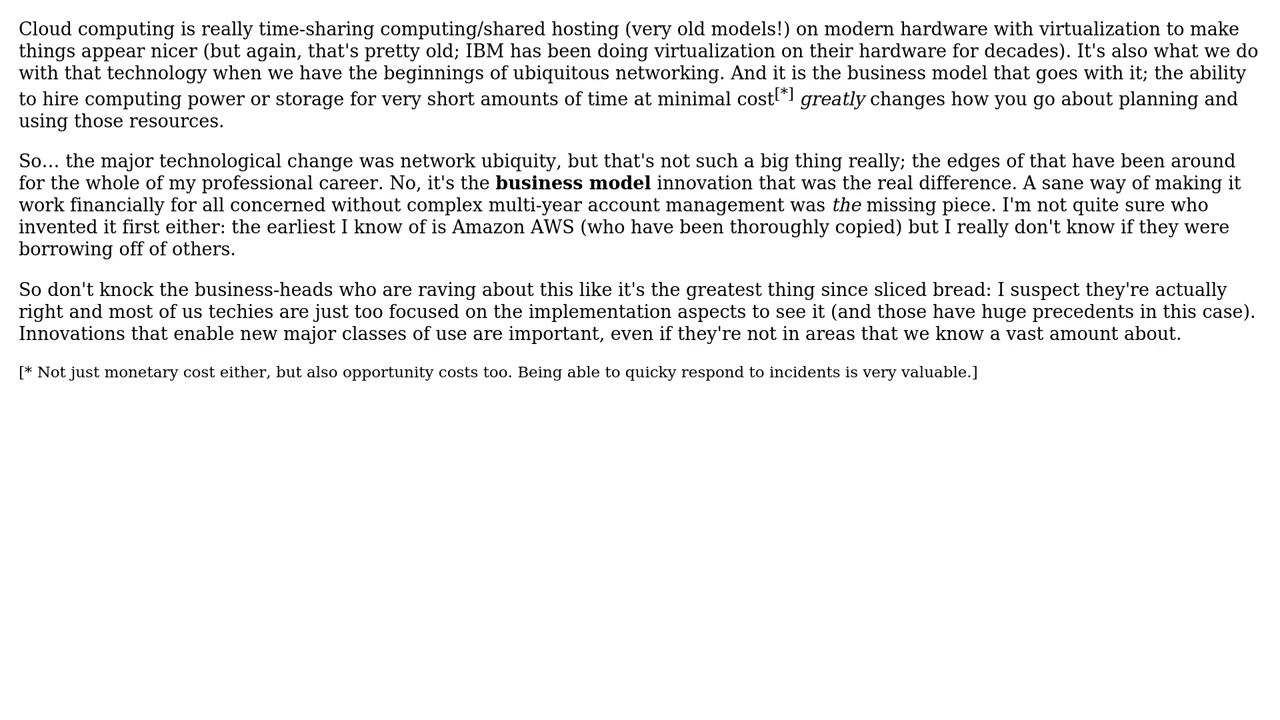 Cloud computing is really time-sharing computing/shared hosting (very old models!) on modern hardware with virtualization to make
things appear nicer (but again, that's pretty old; IBM has been doing virtualization on their hardware for decades). It's also what we do
with that technology when we have the beginnings of ubiquitous networking. And it is the business model that goes with it; the ability
to hire computing power or storage for very short amounts of time at minimal cost[*] greatly changes how you go about planning and
using those resources.
So… the major technological change was network ubiquity, but that's not such a big thing really; the edges of that have been around
for the whole of my professional career. No, it's the business model innovation that was the real difference. A sane way of making it
work financially for all concerned without complex multi-year account management was the missing piece. I'm not quite sure who
invented it first either: the earliest I know of is Amazon AWS (who have been thoroughly copied) but I really don't know if they were
borrowing off of others.
So don't knock the business-heads who are raving about this like it's the greatest thing since sliced bread: I suspect they're actually
right and most of us techies are just too focused on the implementation aspects to see it (and those have huge precedents in this case).
Innovations that enable new major classes of use are important, even if they're not in areas that we know a vast amount about.
[* Not just monetary cost either, but also opportunity costs too. Being able to quicky respond to incidents is very valuable.]